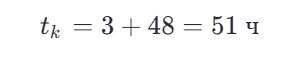 t_k = 3 + 48 = 51 ч